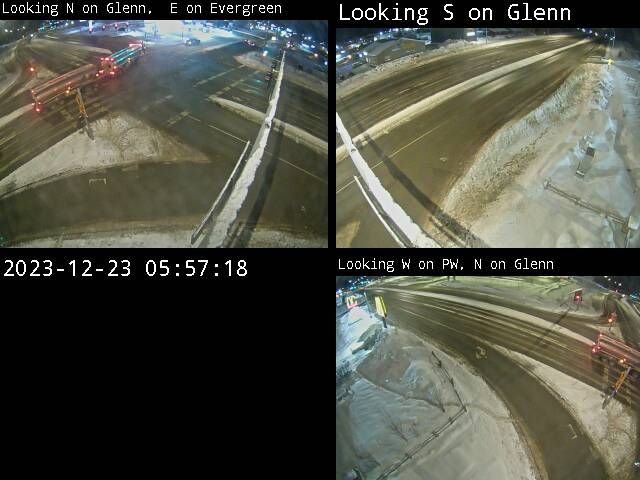 Looking N on Glenn,  E on Evergreen
Looking S on Glenn
2023-12-23 05:57:18
Looking W on PW, N on Glenn